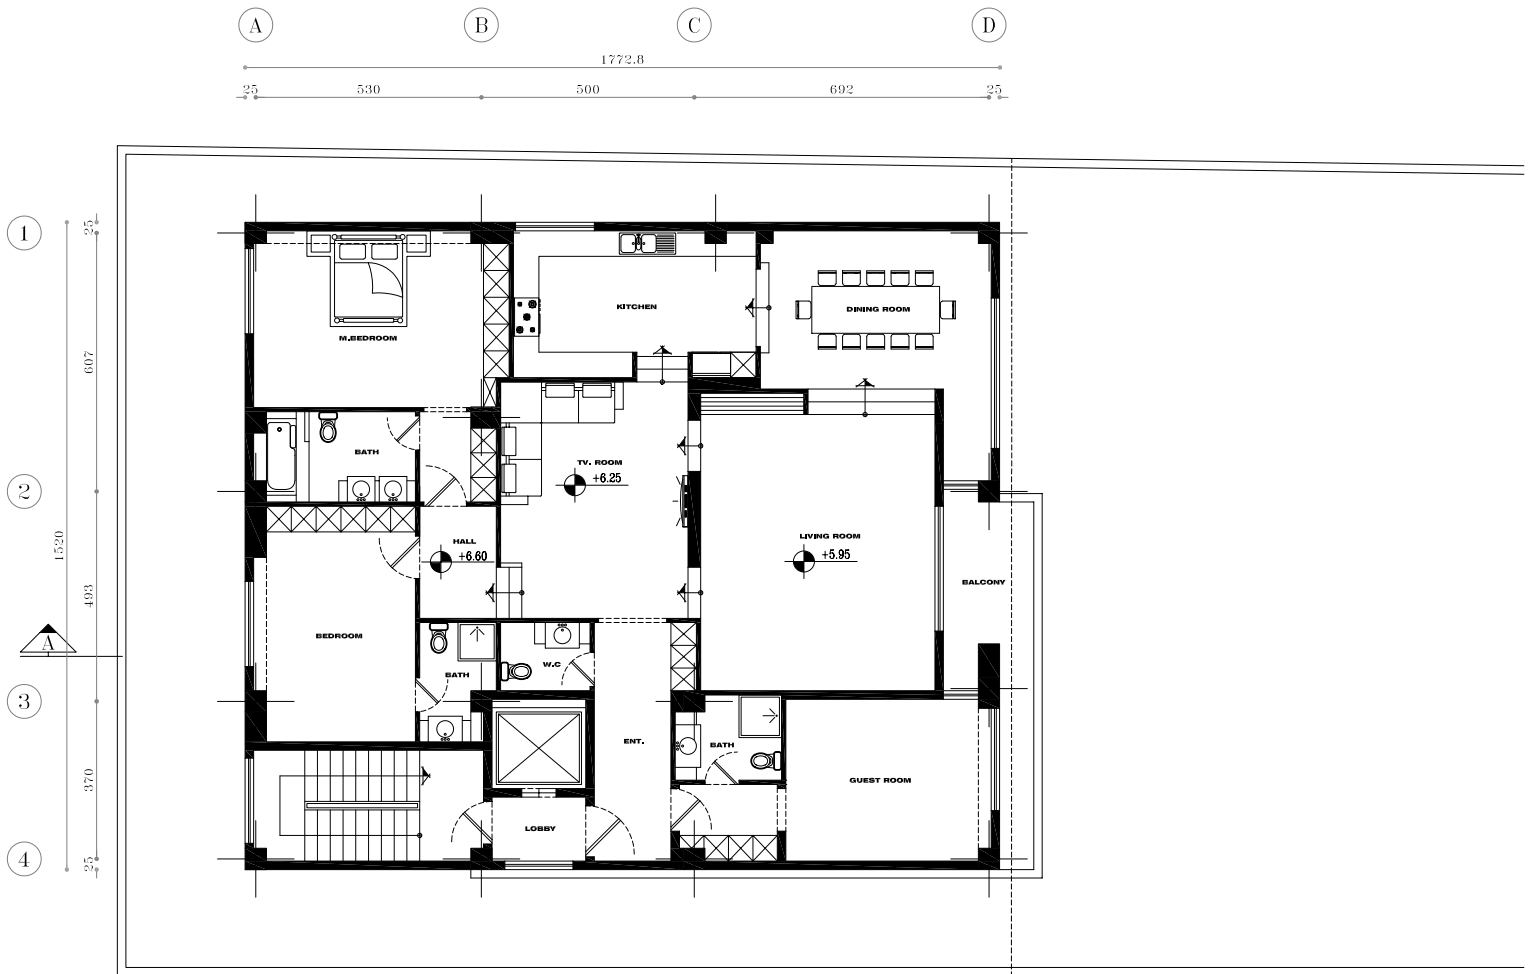 A B C D
1772.8
25 530 500 692 25
1
25
KITCHEN
DINING ROOM
M.BEDROOM
607
BATH
TV. ROOM
+6.25
2
1520
HALL
+6.60
LIVING ROOM
+5.95
BALCONY
493
A
BEDROOM
BATH
W.C
3
ENT.
BATH
370
GUEST ROOM
LOBBY
4
25